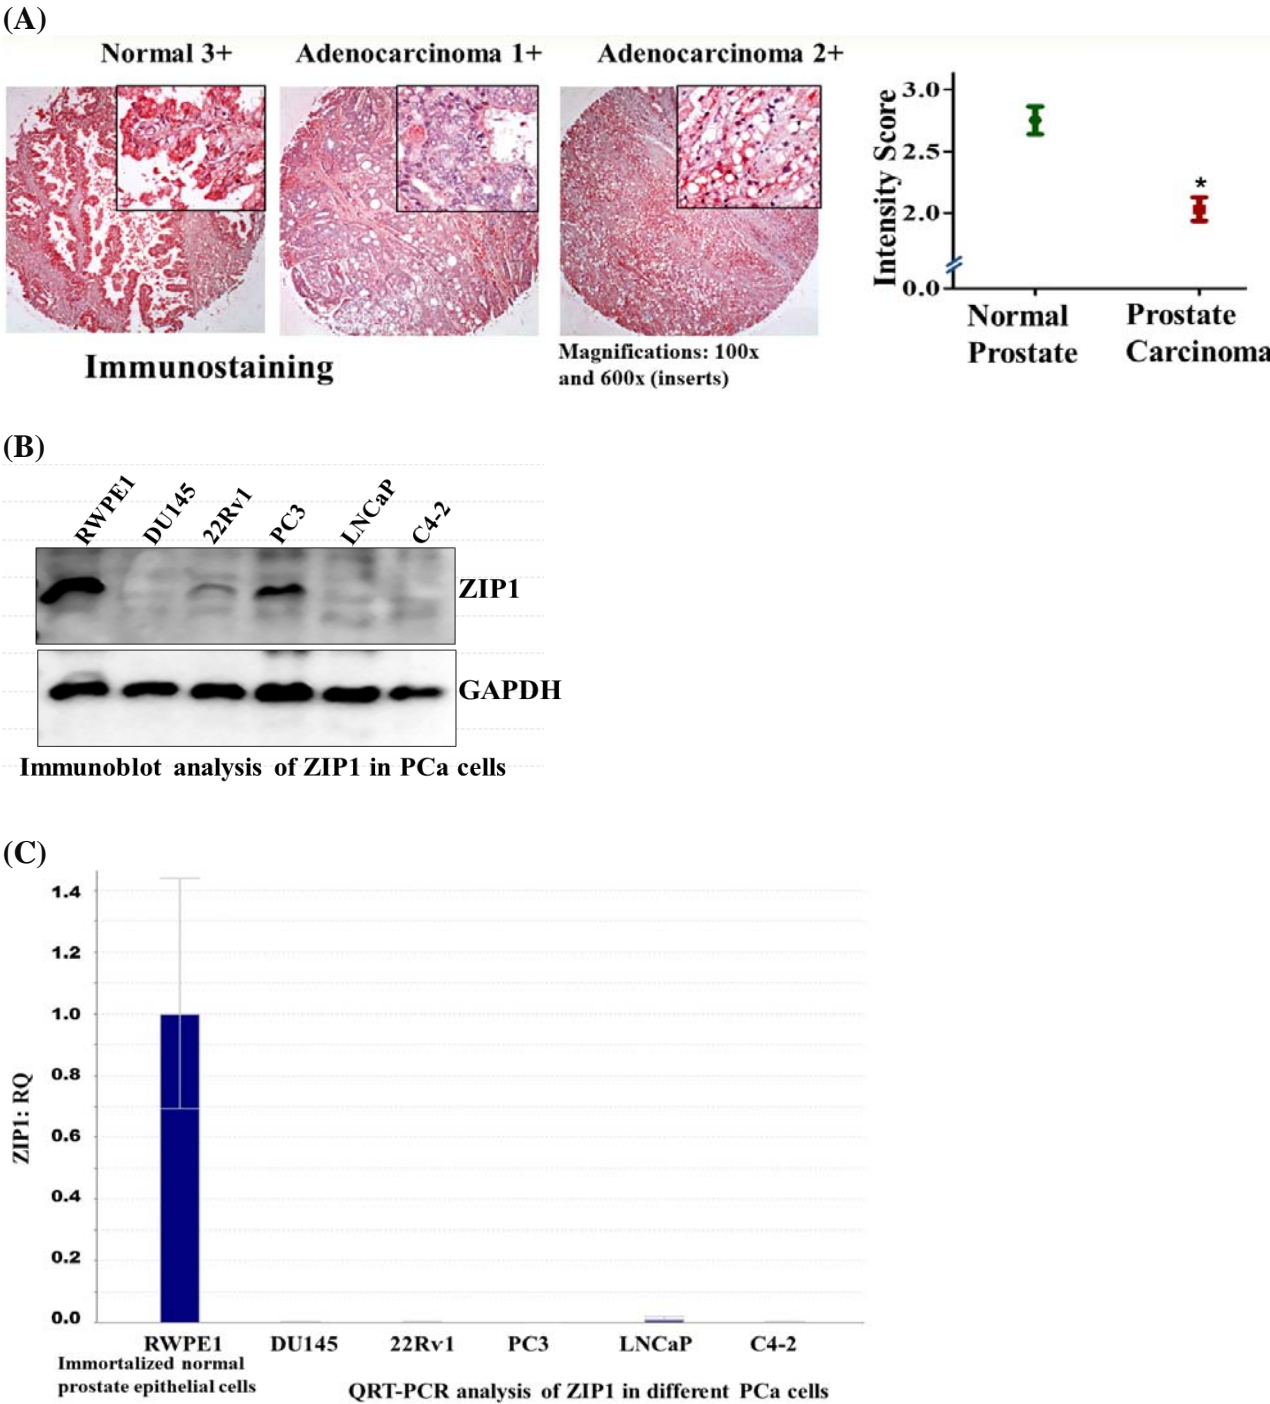 (A)
Normal 3+
Adenocarcinoma 1+
Adenocarcinoma 2+
Immunostaining
Magnifications: 100x
and 600x (inserts)
Intensity Score
3.0
2.5
2.0
0.0
*
Normal
Prostate
Prostate
Carcinoma
(B)
RWPE1
DU145
22Rv1
PC3
LNCaP
C4-2
ZIP1
GAPDH
Immunoblot analysis of ZIP1 in PCa cells
(C)
ZIP1: RQ
1.4
1.2
1.0
0.8
0.6
0.4
0.2
0.0
RWPE1
Immortalized normal
prostate epithelial cells
DU145
22Rv1
PC3
LNCaP
C4-2
QRT-PCR analysis of ZIP1 in different PCa cells